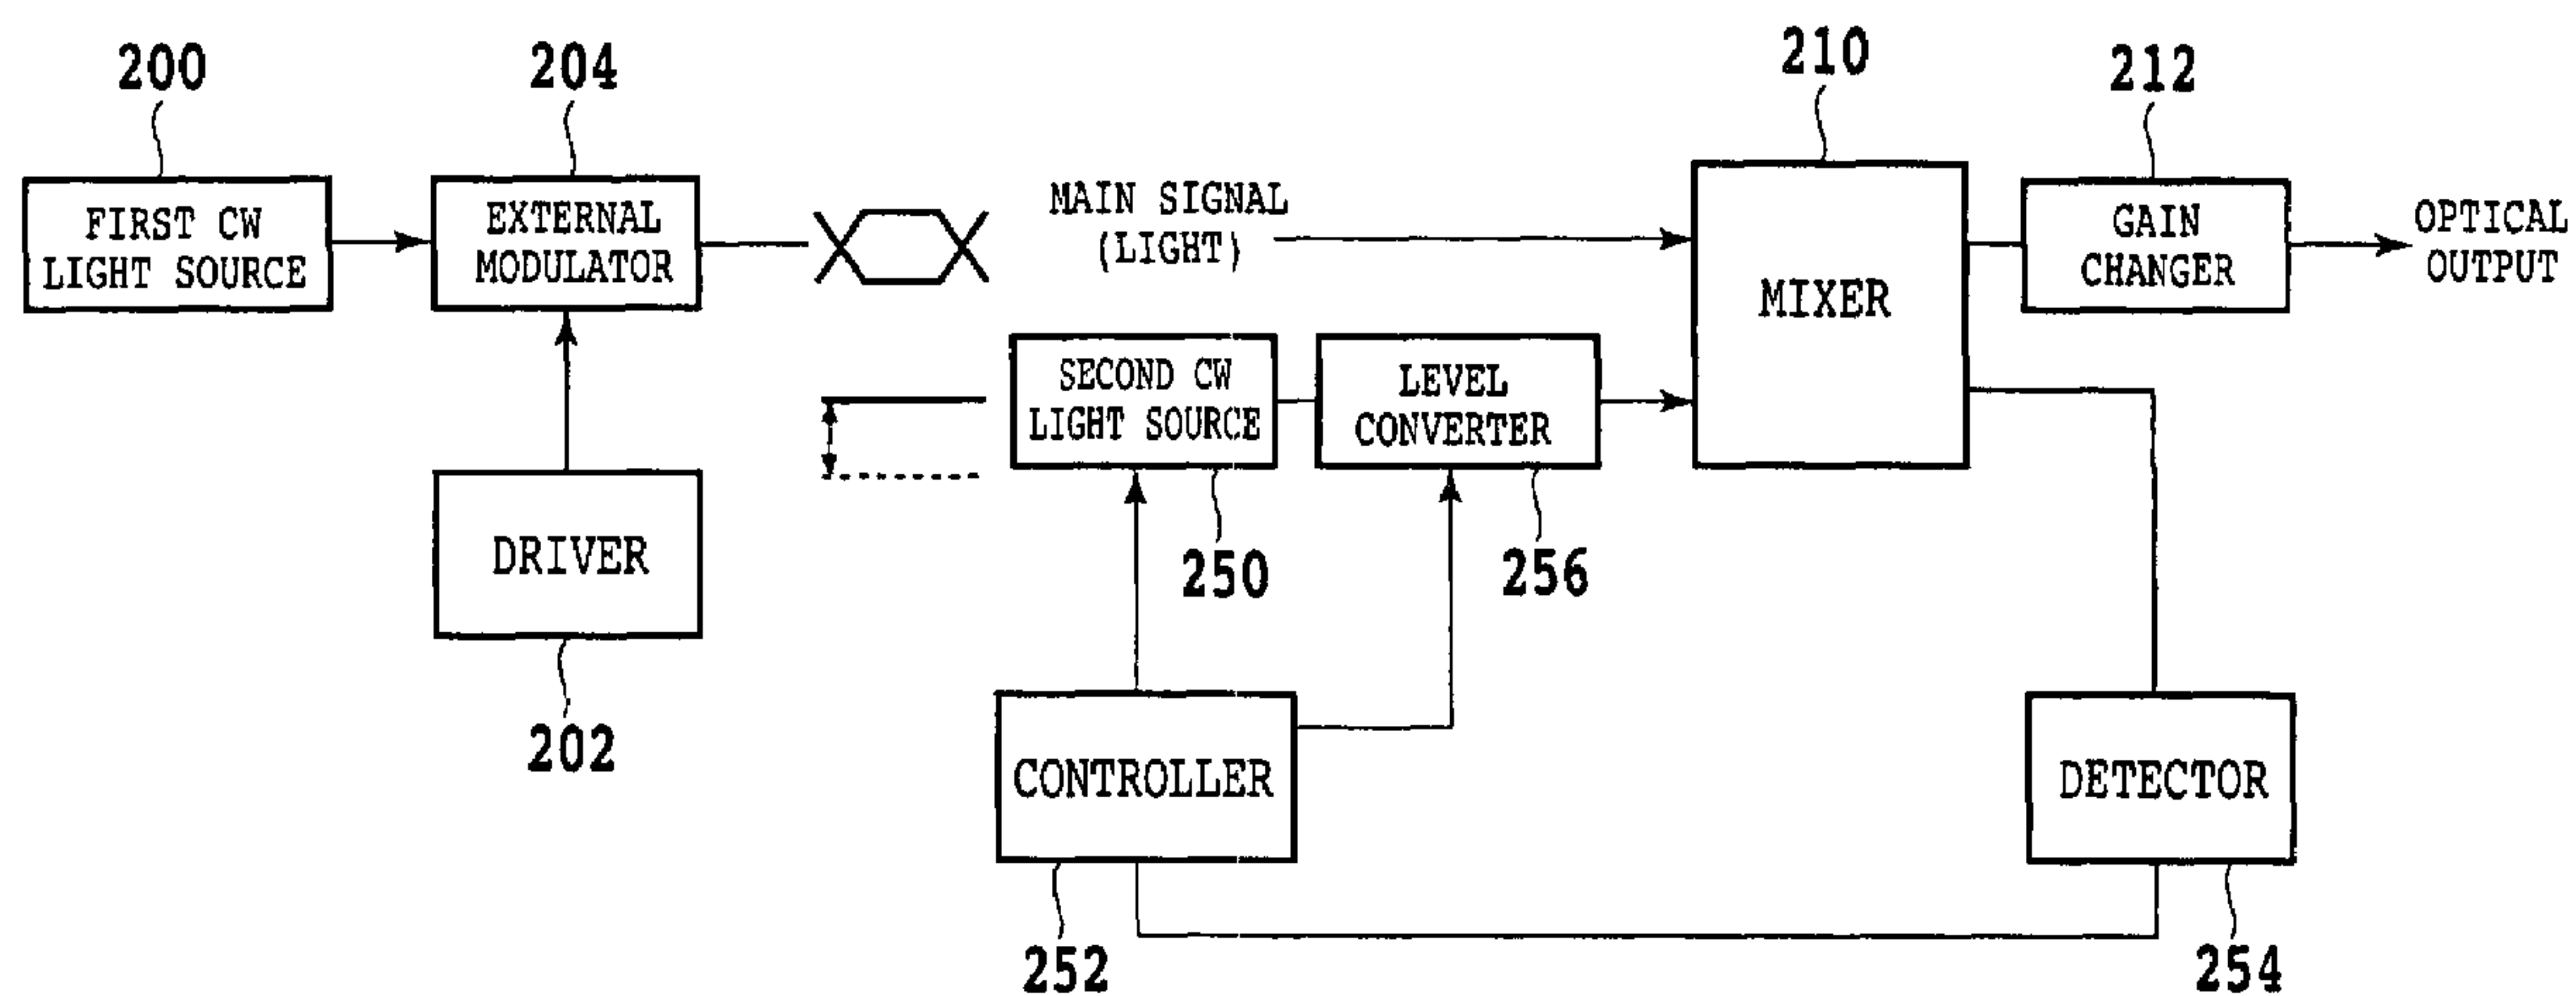 200
204
210
212
FIRST CW
LIGHT SOURCE
EXTERNAL
MODULATOR
MAIN SIGNAL
(LIGHT)
MIXER
GAIN
CHANGER
OPTICAL
OUTPUT
SECOND CW
LIGHT SOURCE
LEVEL
CONVERTER
DRIVER
250
256
202
CONTROLLER
DETECTOR
252
254